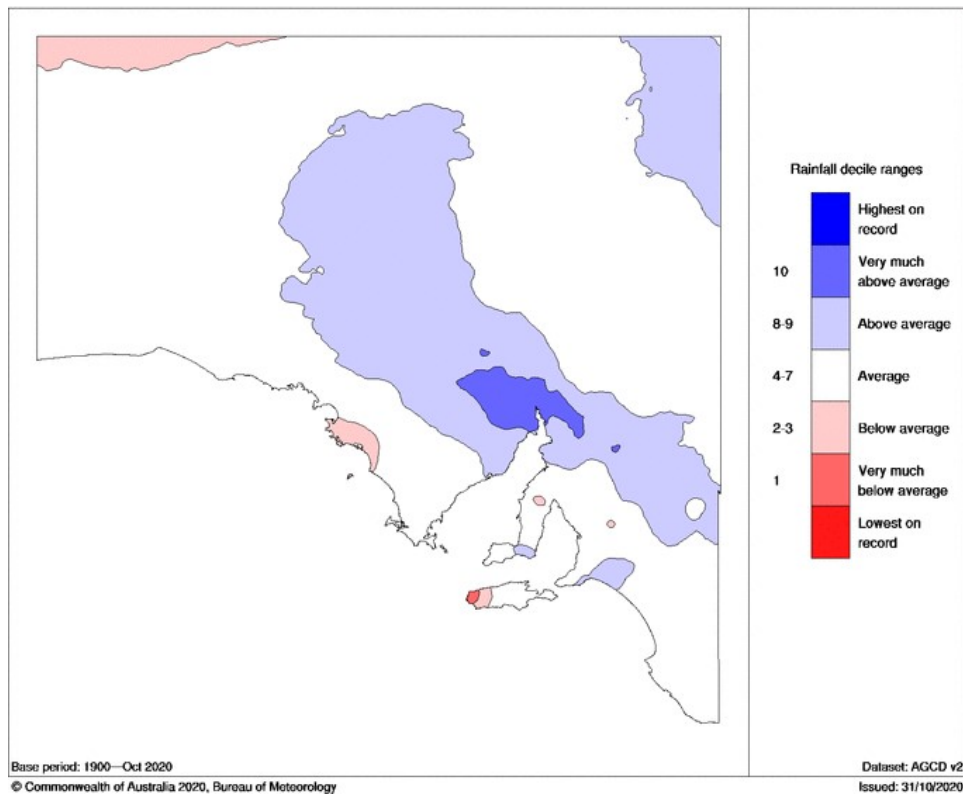 Rainfall decile ranges
Highest on
record
10
Very much
above average
8-9
Above average
4-7
Average
2-3
Below average
1
Very much
below average
Lowest on
record
Base period: 1900—Oct 2020
Dataset: AGCD v2
© Commonwealth of Australia 2020, Bureau of Meteorology
Issued: 31/10/2020